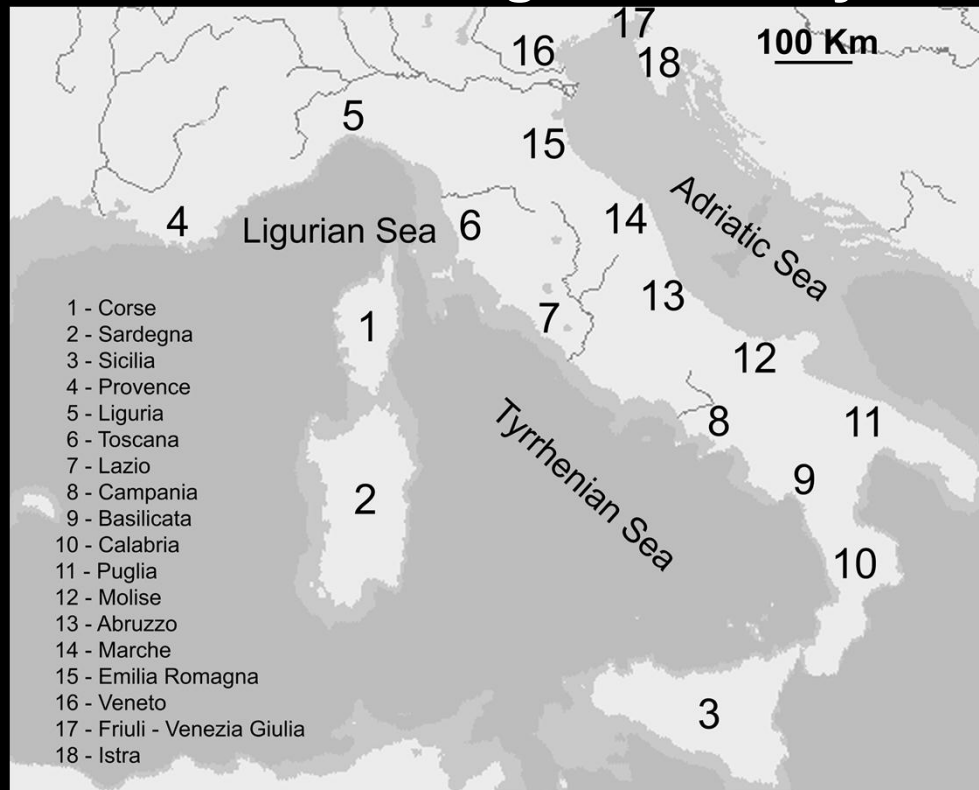 17
16
18
100 Km
5
15
4
Ligurian Sea
6
14
Adriatic Sea
13
7
1
12
8
11
Tyrrhenian Sea
2
9
10
3
1 - Corse
2 - Sardegna
3 - Sicilia
4 - Provence
5 - Liguria
6 - Toscana
7 - Lazio
8 - Campania
9 - Basilicata
10 - Calabria
11 - Puglia
12 - Molise
13 - Abruzzo
14 - Marche
15 - Emilia Romagna
16 - Veneto
17 - Friuli - Venezia Giulia
18 - Istra